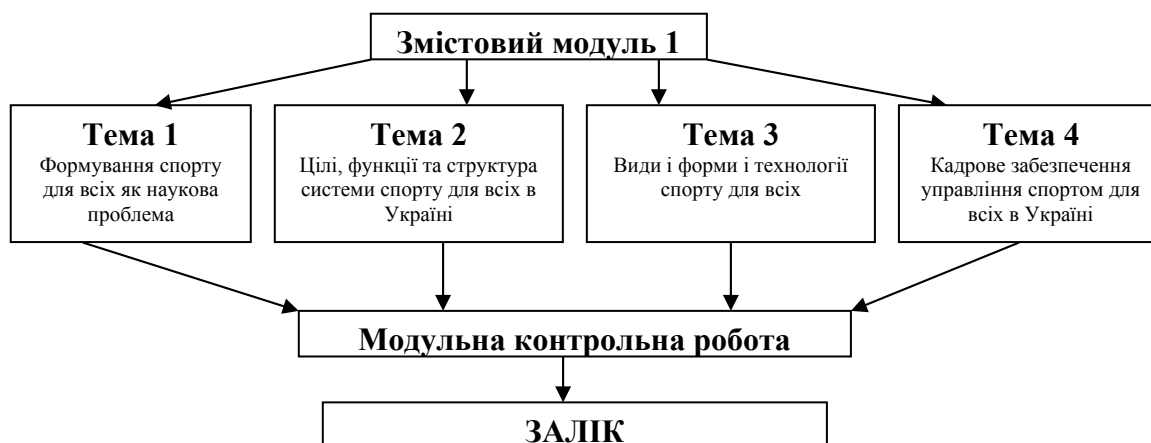 Змістовий модуль 1
Тема 1
Формування спорту
для всіх як наукова
проблема
Тема 2
Цілі, функції та структура
системи спорту для всіх в
Україні
Тема 3
Види і форми і технології
спорту для всіх
Тема 4
Кадрове забезпечення
управління спортом для
всіх в Україні
Модульна контрольна робота
ЗАЛІК